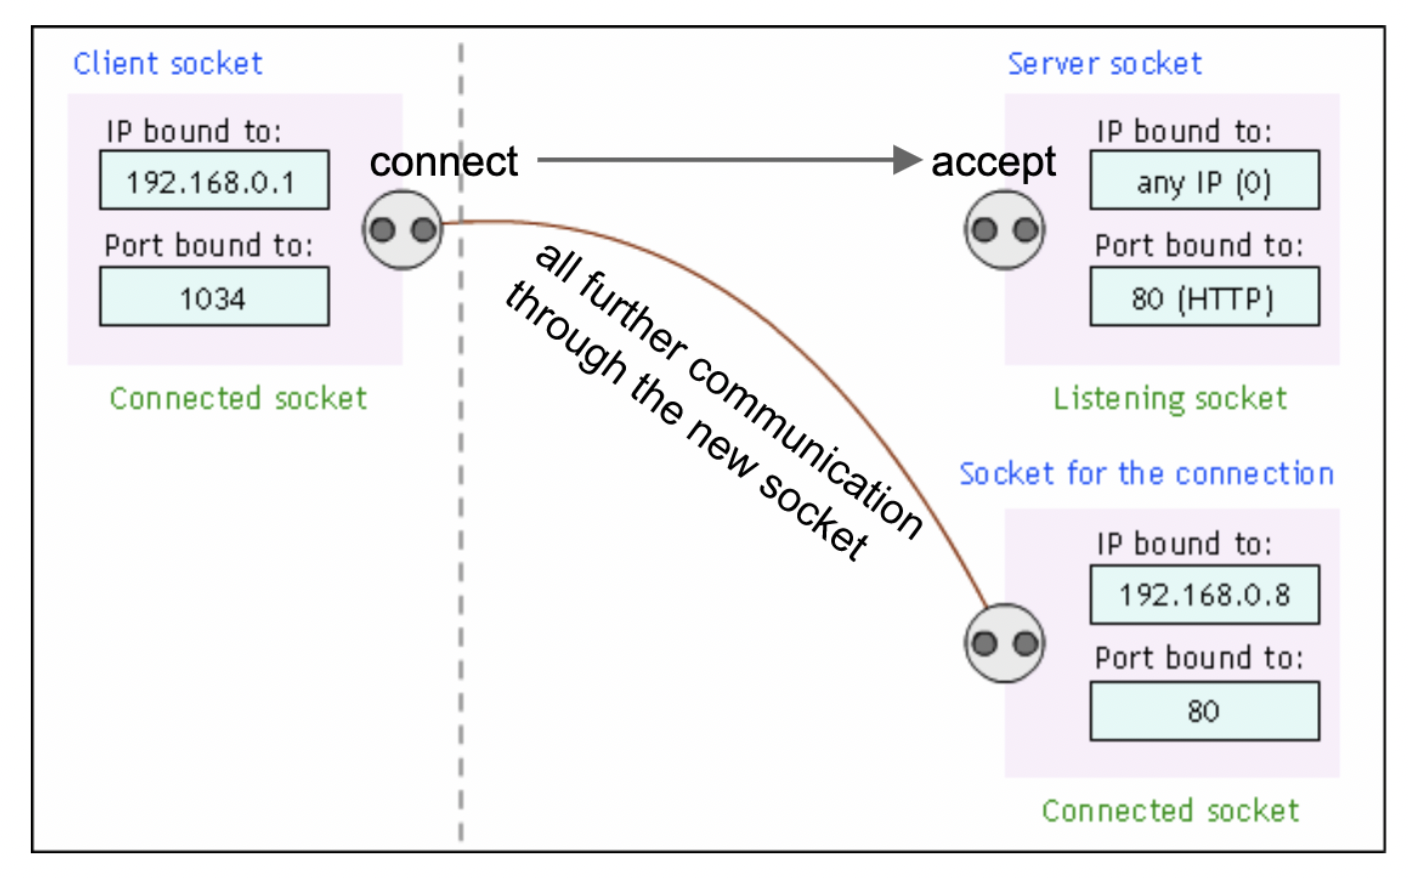 Client socket
IP bound to:
192.168.0.1
Port bound to:
1034
Connected socket
connect
accept
all further communication
through the new socket
Server socket
IP bound to:
any IP (0)
Port bound to:
80 (HTTP)
Listening socket
Socket for the connection
IP bound to:
192.168.0.8
Port bound to:
80
Connected socket